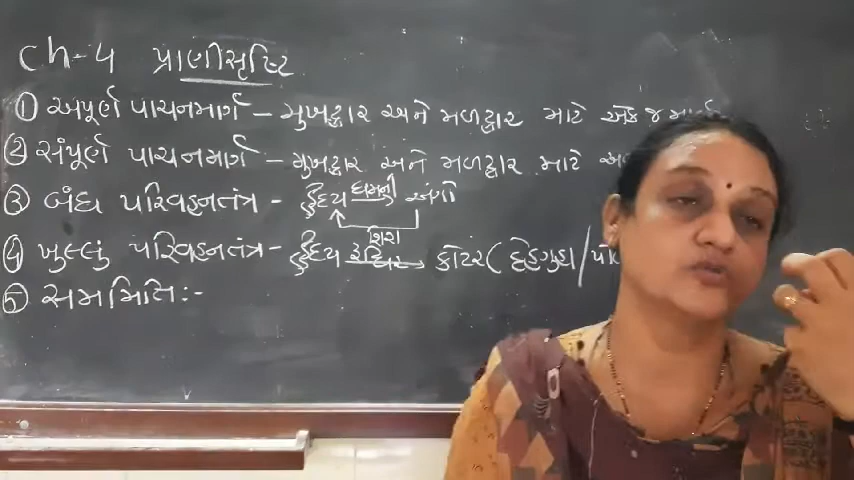 Ch-4 પ્રાણીસૃષ્ટિ
① અપૂર્ણ પાચનમાર્ગ - મુખદ્વાર અને મળદ્વાર માટે એક જ
② સંપૂર્ણ પાચનમાર્ગ - મુખદ્વાર અને મળદ્વાર માટે
③ બંધ પરિવહનતંત્ર - હૃદય ધમની અંગો
શિરા
④ ખુલ્લું પરિવહનતંત્ર - હૃદય રુધિર કોટર (દેહગુહા/
⑤ સમમિતિ:-